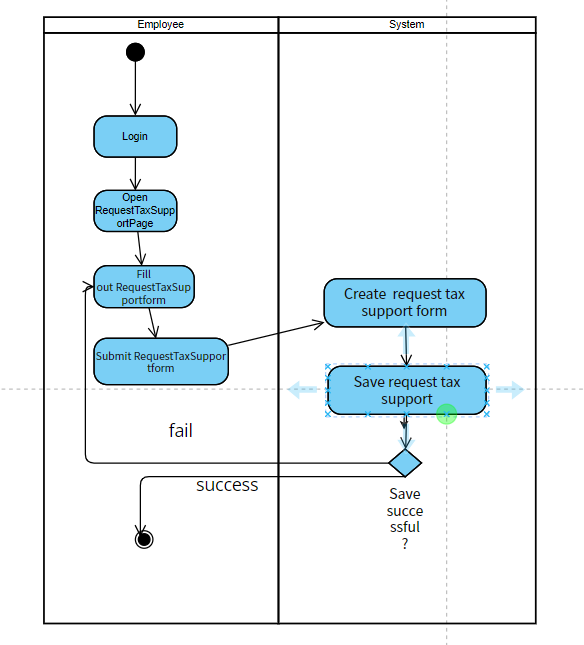 Employee
System
Login
Open
RequestTaxSupp
ortPage
Fill
out RequestTaxSup
portform
Submit RequestTaxSuppor
tform
Create request tax
support form
Save request tax
support
fail
success
Save
succe
ssful
?